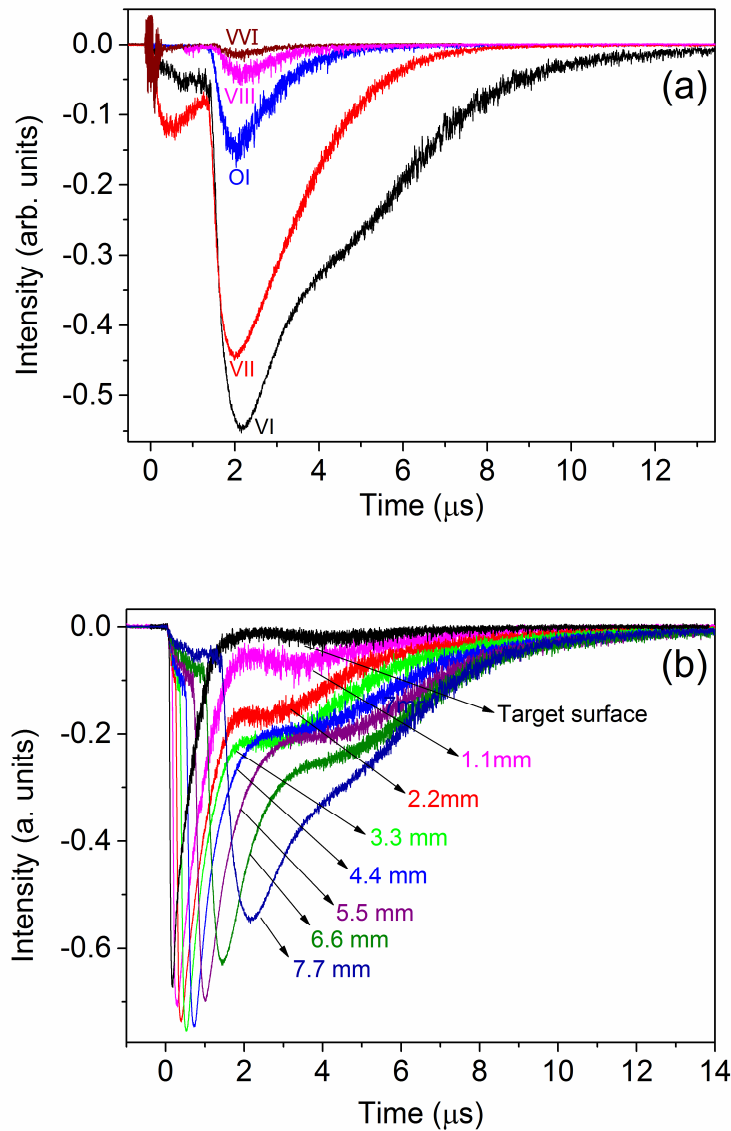 0.0
-0.1
-0.2
-0.3
-0.4
-0.5
Intensity (arb. units)
VVI
VIII
OI
VII
VI
(a)
0 2 4 6 8 10 12
Time (μs)
0.0
-0.2
-0.4
-0.6
Intensity (a. units)
(b)
Target surface
1.1mm
2.2mm
3.3 mm
4.4 mm
5.5 mm
6.6 mm
7.7 mm
0 2 4 6 8 10 12 14
Time (μs)